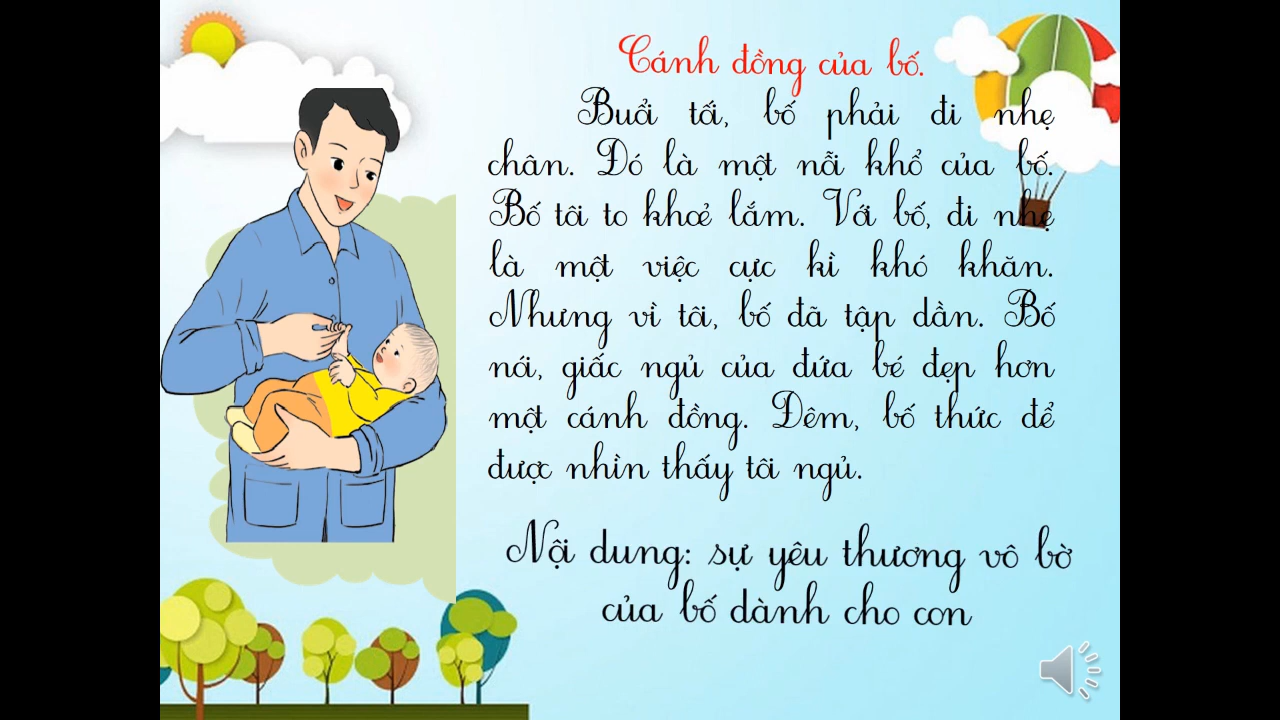 Cánh đồng của bố.
Buổi tối, bố phải đi nhẹ
chân. Đó là một nỗi khổ của bố.
Bố tôi to khoẻ lắm. Với bố, đi nhẹ
là một việc cực kì khó khăn.
Nhưng vì tôi, bố đã tập dần. Bố
nói, giấc ngủ của đứa bé đẹp hơn
một cánh đồng. Đêm, bố thức để
được nhìn thấy tôi ngủ.
Nội dung: sự yêu thương vô bờ
của bố dành cho con